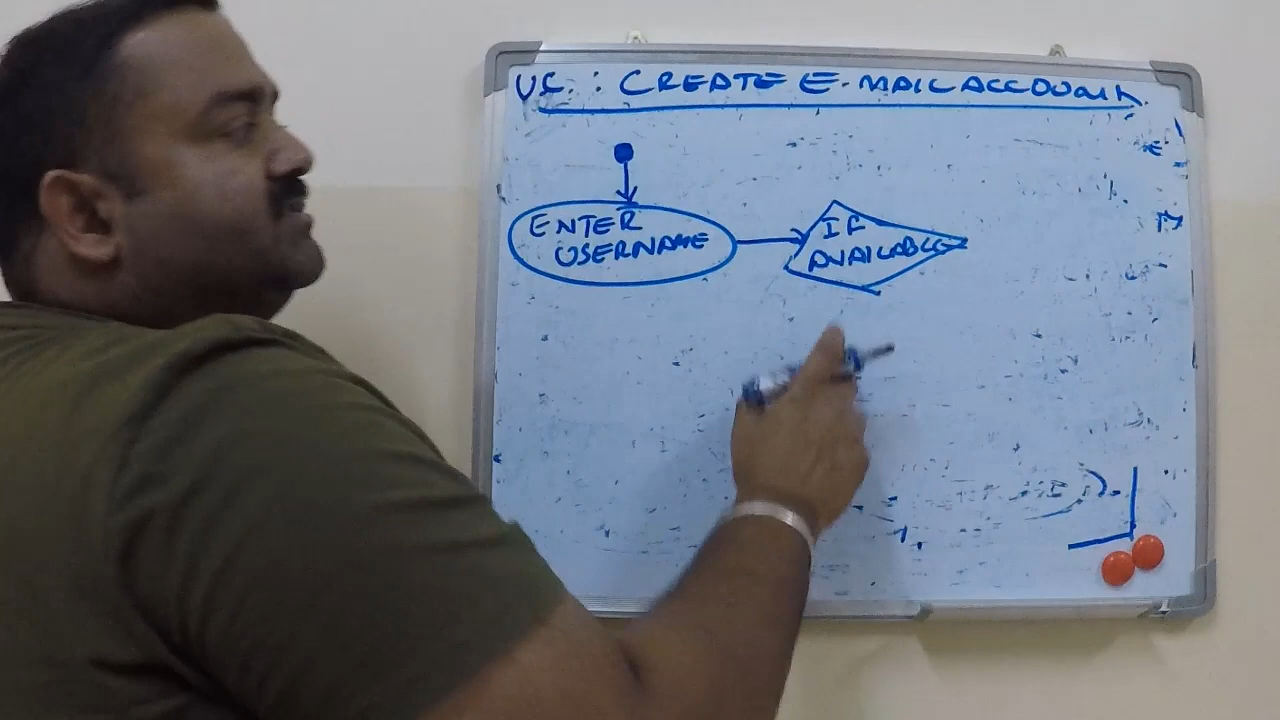 UC : CREATE E-MAIL ACCOUNT
ENTER
USERNAME
IF
AVAILABLE